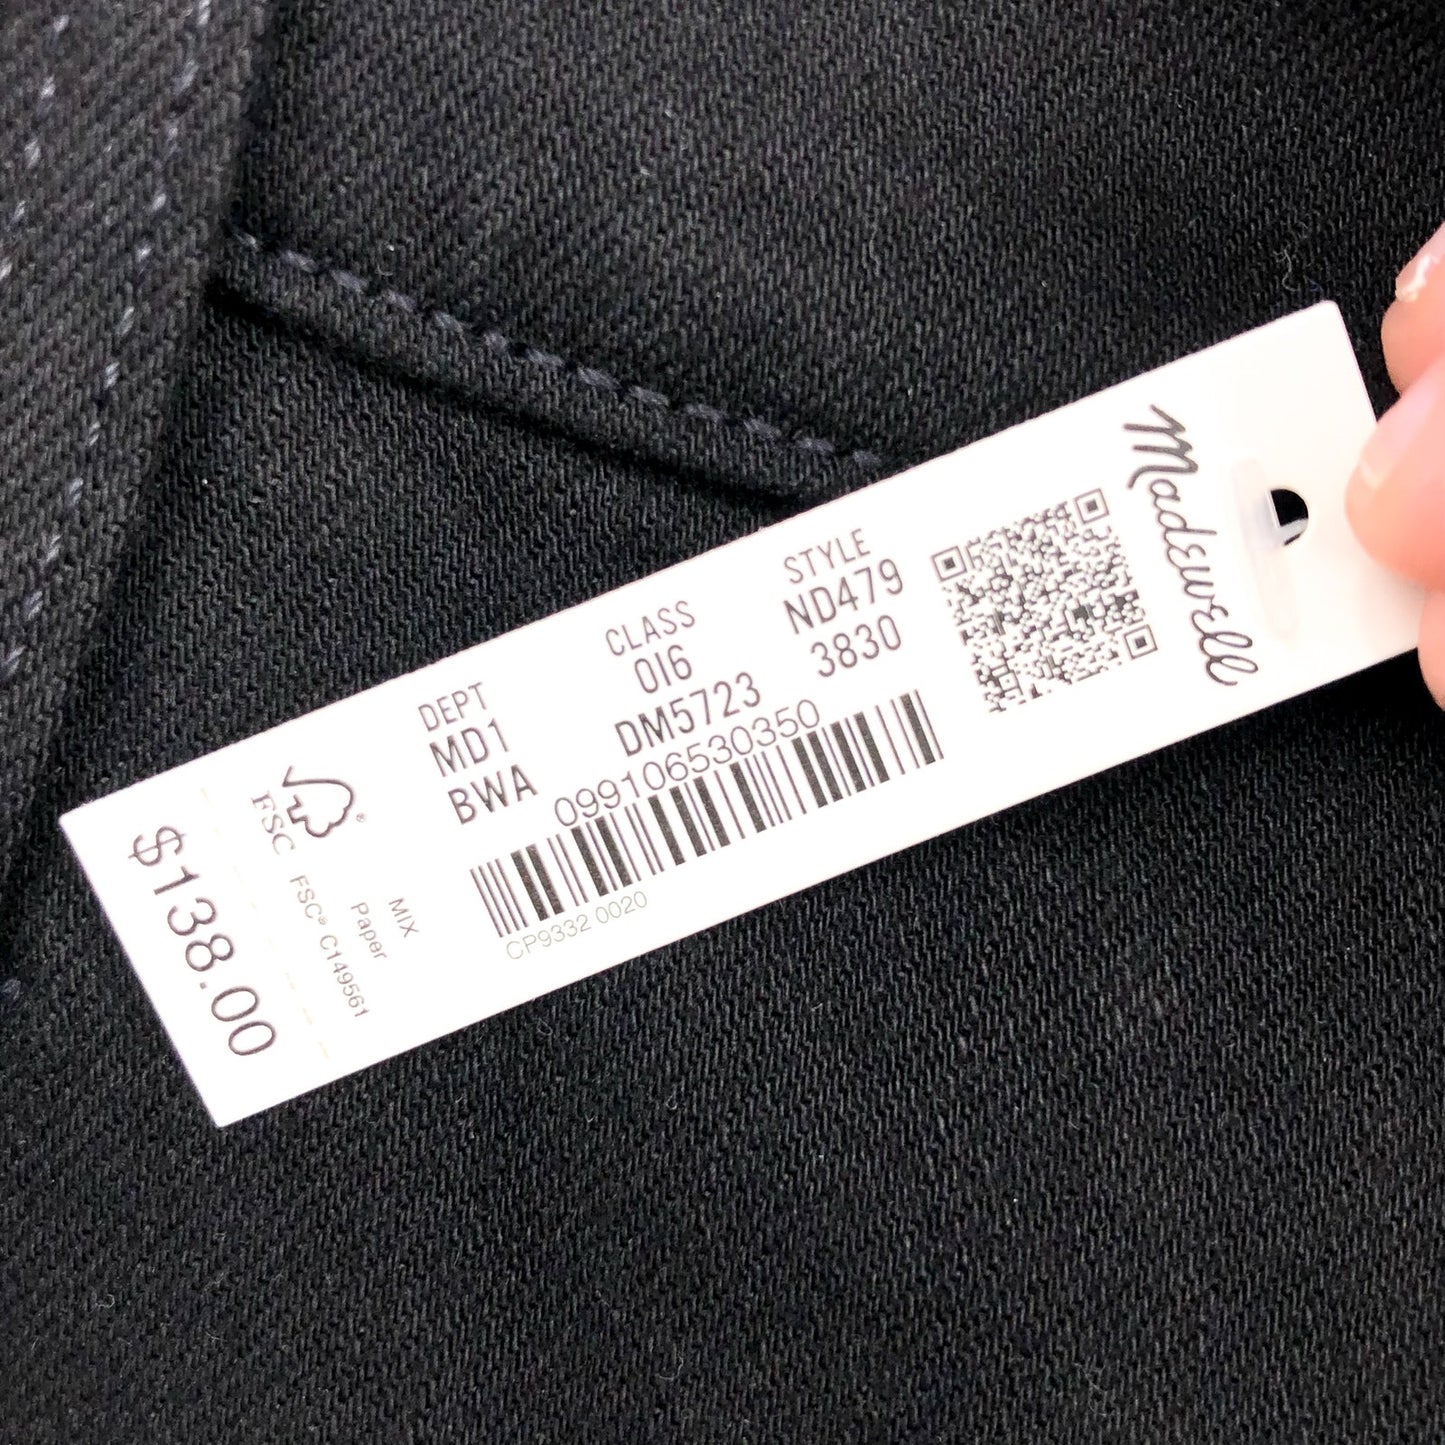 Madewell
STYLE
ND479
3830
CLASS
016
DM5723
DEPT
MD1
BWA
099106530350
CP9332 0020
FSC®
MIX
Paper
FSC® C149561
$138.00